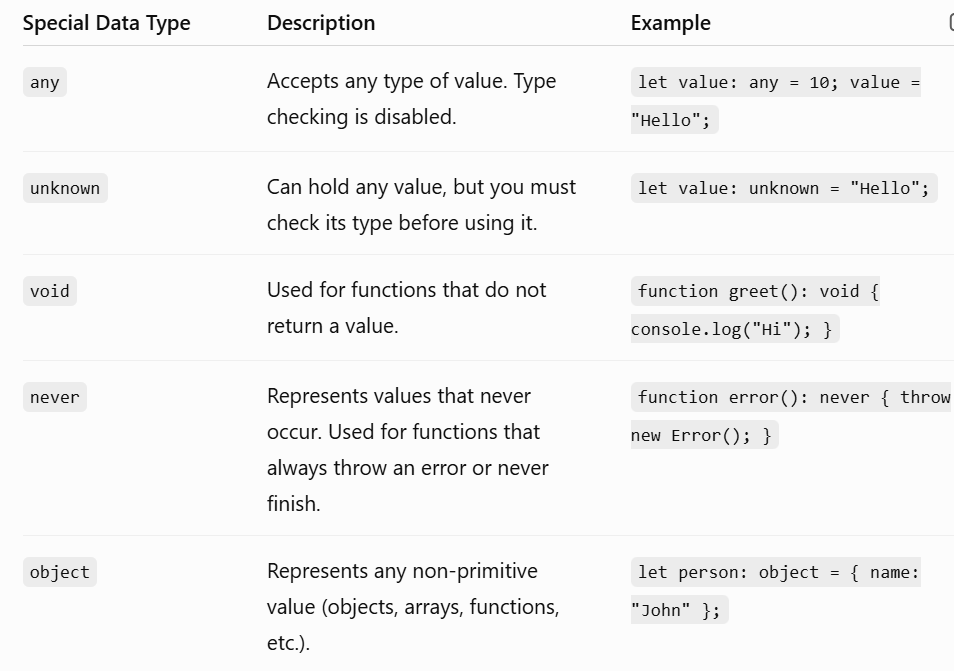 Special Data Type Description Example
any Accepts any type of value. Type let value: any = 10; value =
checking is disabled. "Hello";
unknown Can hold any value, but you must let value: unknown = "Hello";
check its type before using it.
void Used for functions that do not function greet(): void {
return a value. console.log("Hi"); }
never Represents values that never function error(): never { throw
occur. Used for functions that new Error(); }
always throw an error or never
finish.
object Represents any non-primitive let person: object = { name:
value (objects, arrays, functions, "John" };
etc.).